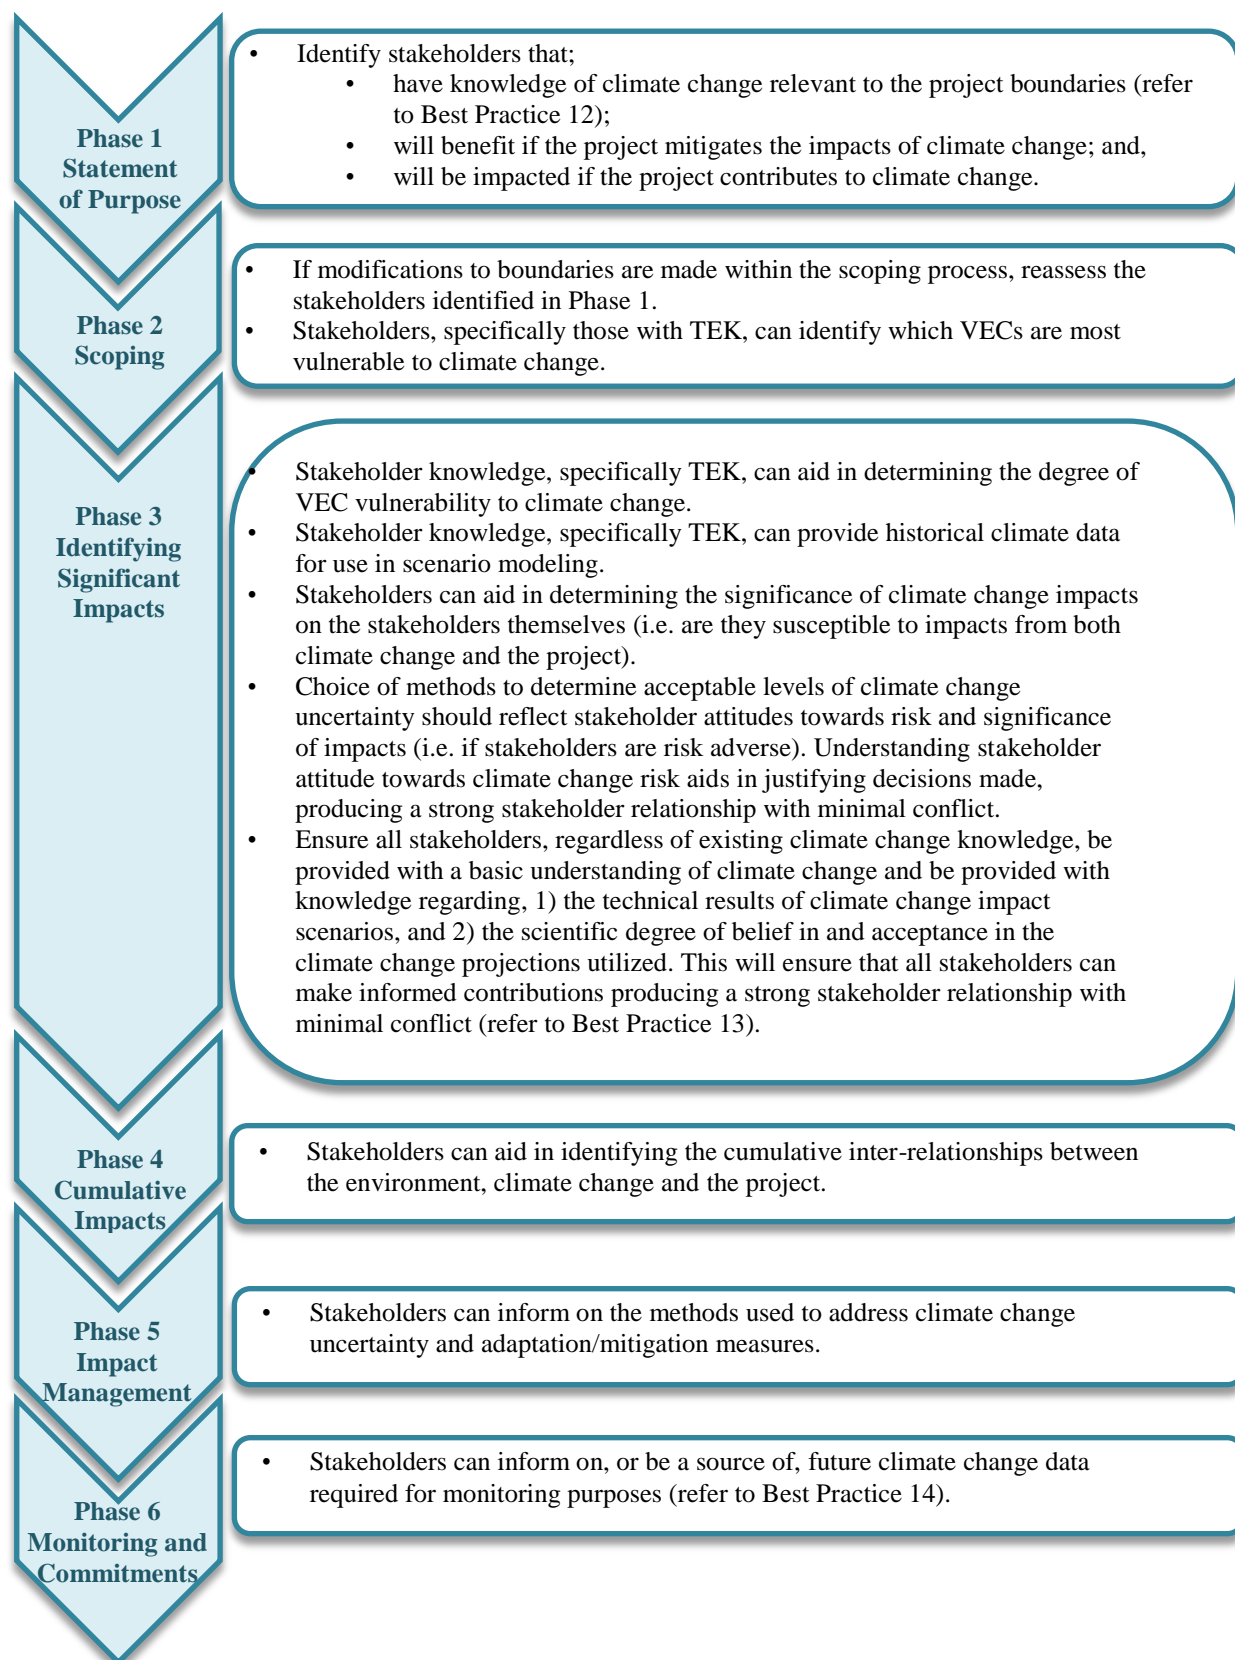 Phase 1
Statement
of Purpose
• Identify stakeholders that;
• have knowledge of climate change relevant to the project boundaries (refer
to Best Practice 12);
• will benefit if the project mitigates the impacts of climate change; and,
• will be impacted if the project contributes to climate change.
Phase 2
Scoping
• If modifications to boundaries are made within the scoping process, reassess the
stakeholders identified in Phase 1.
• Stakeholders, specifically those with TEK, can identify which VECs are most
vulnerable to climate change.
Phase 3
Identifying
Significant
Impacts
• Stakeholder knowledge, specifically TEK, can aid in determining the degree of
VEC vulnerability to climate change.
• Stakeholder knowledge, specifically TEK, can provide historical climate data
for use in scenario modeling.
• Stakeholders can aid in determining the significance of climate change impacts
on the stakeholders themselves (i.e. are they susceptible to impacts from both
climate change and the project).
• Choice of methods to determine acceptable levels of climate change
uncertainty should reflect stakeholder attitudes towards risk and significance
of impacts (i.e. if stakeholders are risk adverse). Understanding stakeholder
attitude towards climate change risk aids in justifying decisions made,
producing a strong stakeholder relationship with minimal conflict.
• Ensure all stakeholders, regardless of existing climate change knowledge, be
provided with a basic understanding of climate change and be provided with
knowledge regarding, 1) the technical results of climate change impact
scenarios, and 2) the scientific degree of belief in and acceptance in the
climate change projections utilized. This will ensure that all stakeholders can
make informed contributions producing a strong stakeholder relationship with
minimal conflict (refer to Best Practice 13).
Phase 4
Cumulative
Impacts
• Stakeholders can aid in identifying the cumulative inter-relationships between
the environment, climate change and the project.
Phase 5
Impact
Management
• Stakeholders can inform on the methods used to address climate change
uncertainty and adaptation/mitigation measures.
Phase 6
Monitoring and
Commitments
• Stakeholders can inform on, or be a source of, future climate change data
required for monitoring purposes (refer to Best Practice 14).